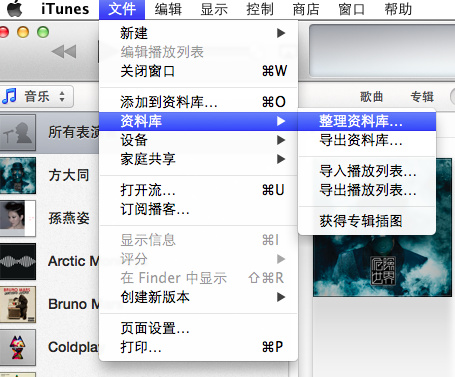 iTunes 文件 编辑 显示 控制 商店 窗口 帮助
新建
编辑播放列表
关闭窗口 ⌘W
音乐
歌曲 专辑
添加到资料库… ⌘O
资料库
整理资料库…
所有表演
设备
导出资料库…
家庭共享
方大同
导入播放列表…
打开流… ⌘U
导出播放列表…
订阅播客…
孫燕姿
获得专辑插图
显示信息 ⌘I
评分
Arctic M
在 Finder 中显示 ⇧⌘R
创建新版本
Bruno M
危險世界
页面设置…
打印… ⌘P
Coldplay